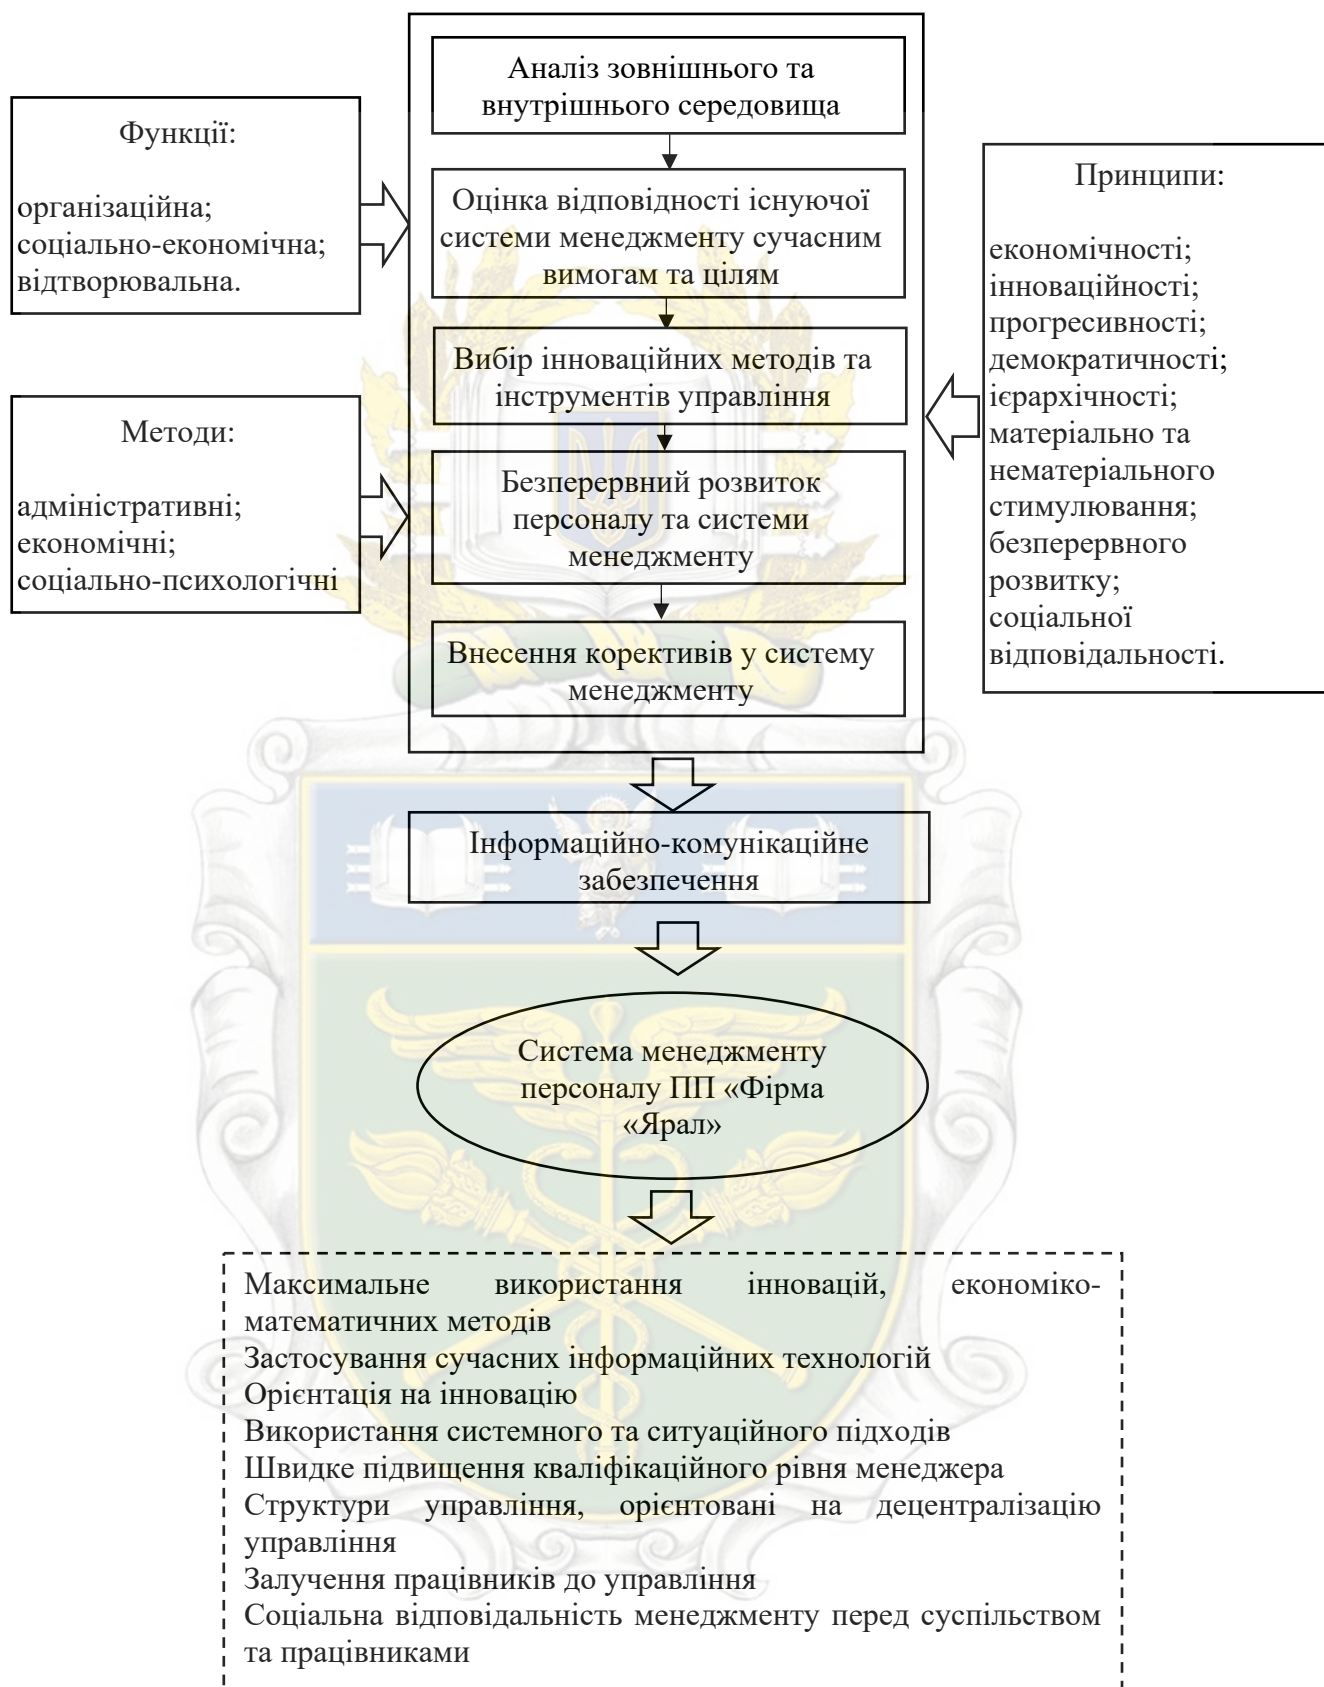 Аналіз зовнішнього та
внутрішнього середовища
Функції:
організаційна;
соціально-економічна;
відтворювальна.
Оцінка відповідності існуючої
системи менеджменту сучасним
вимогам та цілям
Принципи:
економічності;
інноваційності;
прогресивності;
демократичності;
ієрархічності;
матеріально та
нематеріального
стимулювання;
безперервного
розвитку;
соціальної
відповідальності.
Вибір інноваційних методів та
інструментів управління
Методи:
адміністративні;
економічні;
соціально-психологічні
Безперервний розвиток
персоналу та системи
менеджменту
Внесення корективів у систему
менеджменту
Інформаційно-комунікаційне
забезпечення
Система менеджменту
персоналу ПП «Фірма
«Ярал»
Максимальне використання інновацій, економіко-
математичних методів
Застосування сучасних інформаційних технологій
Орієнтація на інновацію
Використання системного та ситуаційного підходів
Швидке підвищення кваліфікаційного рівня менеджера
Структури управління, орієнтовані на децентралізацію
управління
Залучення працівників до управління
Соціальна відповідальність менеджменту перед суспільством
та працівниками